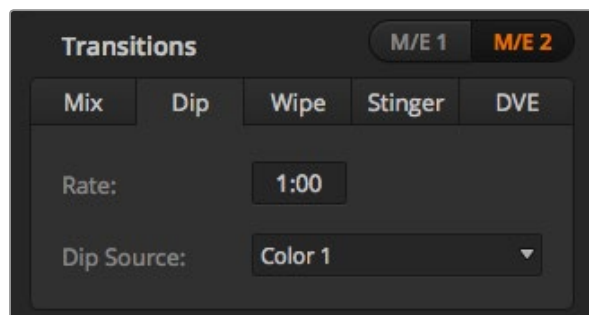 Transitions M/E 1 M/E 2
Mix Dip Wipe Stinger DVE
Rate: 1:00
Dip Source: Color 1